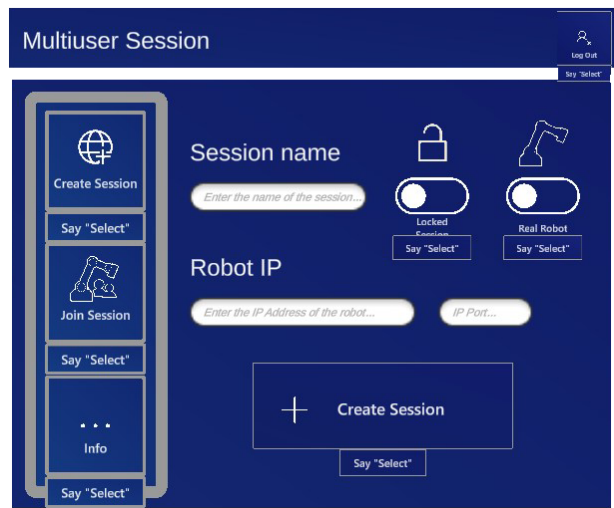 Multiuser Session
Log Out
Say "Select"
Create Session
Say "Select"
Join Session
Say "Select"
Info
Say "Select"
Session name
Enter the name of the session...
Locked
Session
Say "Select"
Real Robot
Say "Select"
Robot IP
Enter the IP Address of the robot...
IP Port...
Create Session
Say "Select"